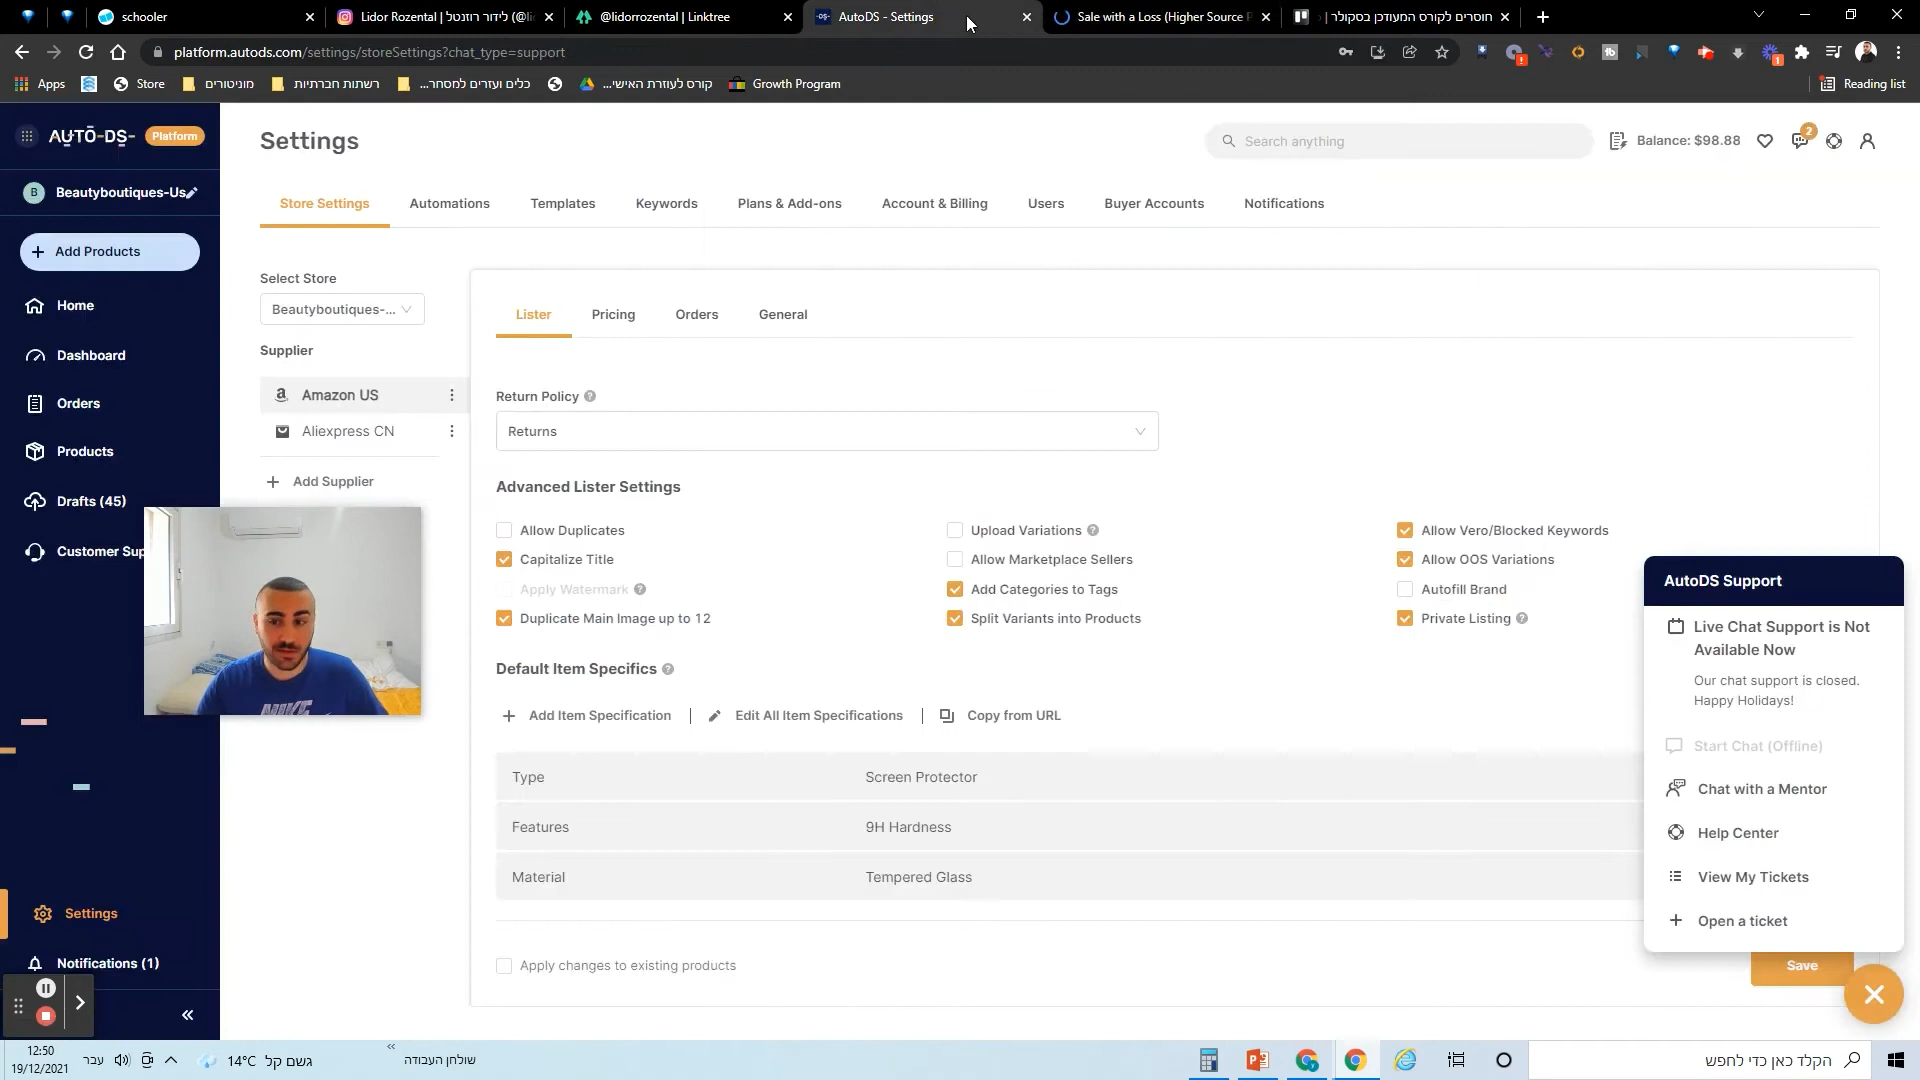 schooler
Lidor Rozental | לידור רוזנטל (@li
@lidorrozental | Linktree
AutoDS - Settings
Sale with a Loss (Higher Source P
חוסרים לקורס המעודכן בסקולר |
platform.autods.com/settings/storeSettings?chat_type=support
Apps
Store
מוניטורים
רשתות חברתיות
כלים ועזרים למסחר...
קורס לעוזרת האישי...
Growth Program
Reading list
AUTO-DS-
Platform
Settings
Search anything
Balance: $98.88
2
B
Beautyboutiques-Us
Store Settings
Automations
Templates
Keywords
Plans & Add-ons
Account & Billing
Users
Buyer Accounts
Notifications
Add Products
Home
Dashboard
Orders
Products
Drafts (45)
Customer Sup
Settings
Notifications (1)
Select Store
Beautyboutiques-...
Supplier
Amazon US
Aliexpress CN
Add Supplier
Lister
Pricing
Orders
General
Return Policy
Returns
Advanced Lister Settings
Allow Duplicates
Upload Variations
Allow Vero/Blocked Keywords
Capitalize Title
Allow Marketplace Sellers
Allow OOS Variations
Apply Watermark
Add Categories to Tags
Autofill Brand
Duplicate Main Image up to 12
Split Variants into Products
Private Listing
Default Item Specifics
Add Item Specification
Edit All Item Specifications
Copy from URL
Type
Screen Protector
Features
9H Hardness
Material
Tempered Glass
Apply changes to existing products
Save
AutoDS Support
Live Chat Support is Not
Available Now
Our chat support is closed.
Happy Holidays!
Start Chat (Offline)
Chat with a Mentor
Help Center
View My Tickets
Open a ticket
NIKE
12:50
19/12/2021
עבר
14°C גשם קל
שולחן העבודה
הקלד כאן כדי לחפש